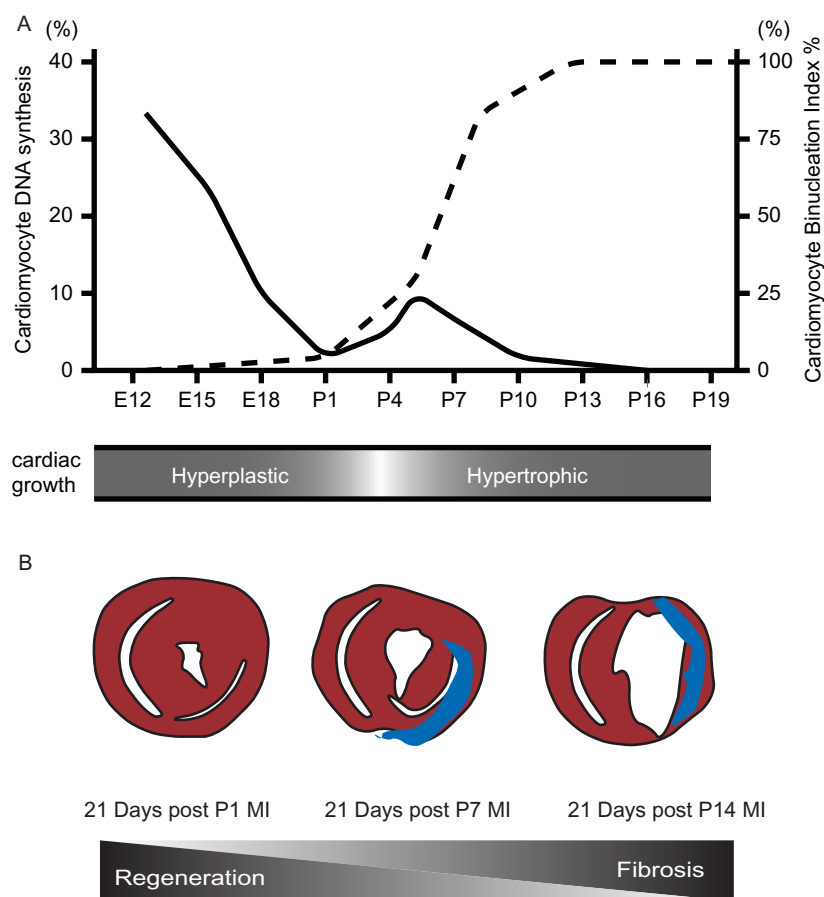 A
(%)
(%)
40
30
20
10
0
Cardiomyocyte DNA synthesis
100
75
50
25
0
Cardiomyocyte Binucleation Index %
E12 E15 E18 P1 P4 P7 P10 P13 P16 P19
cardiac
growth
Hyperplastic
Hypertrophic
B
21 Days post P1 MI
21 Days post P7 MI
21 Days post P14 MI
Regeneration
Fibrosis